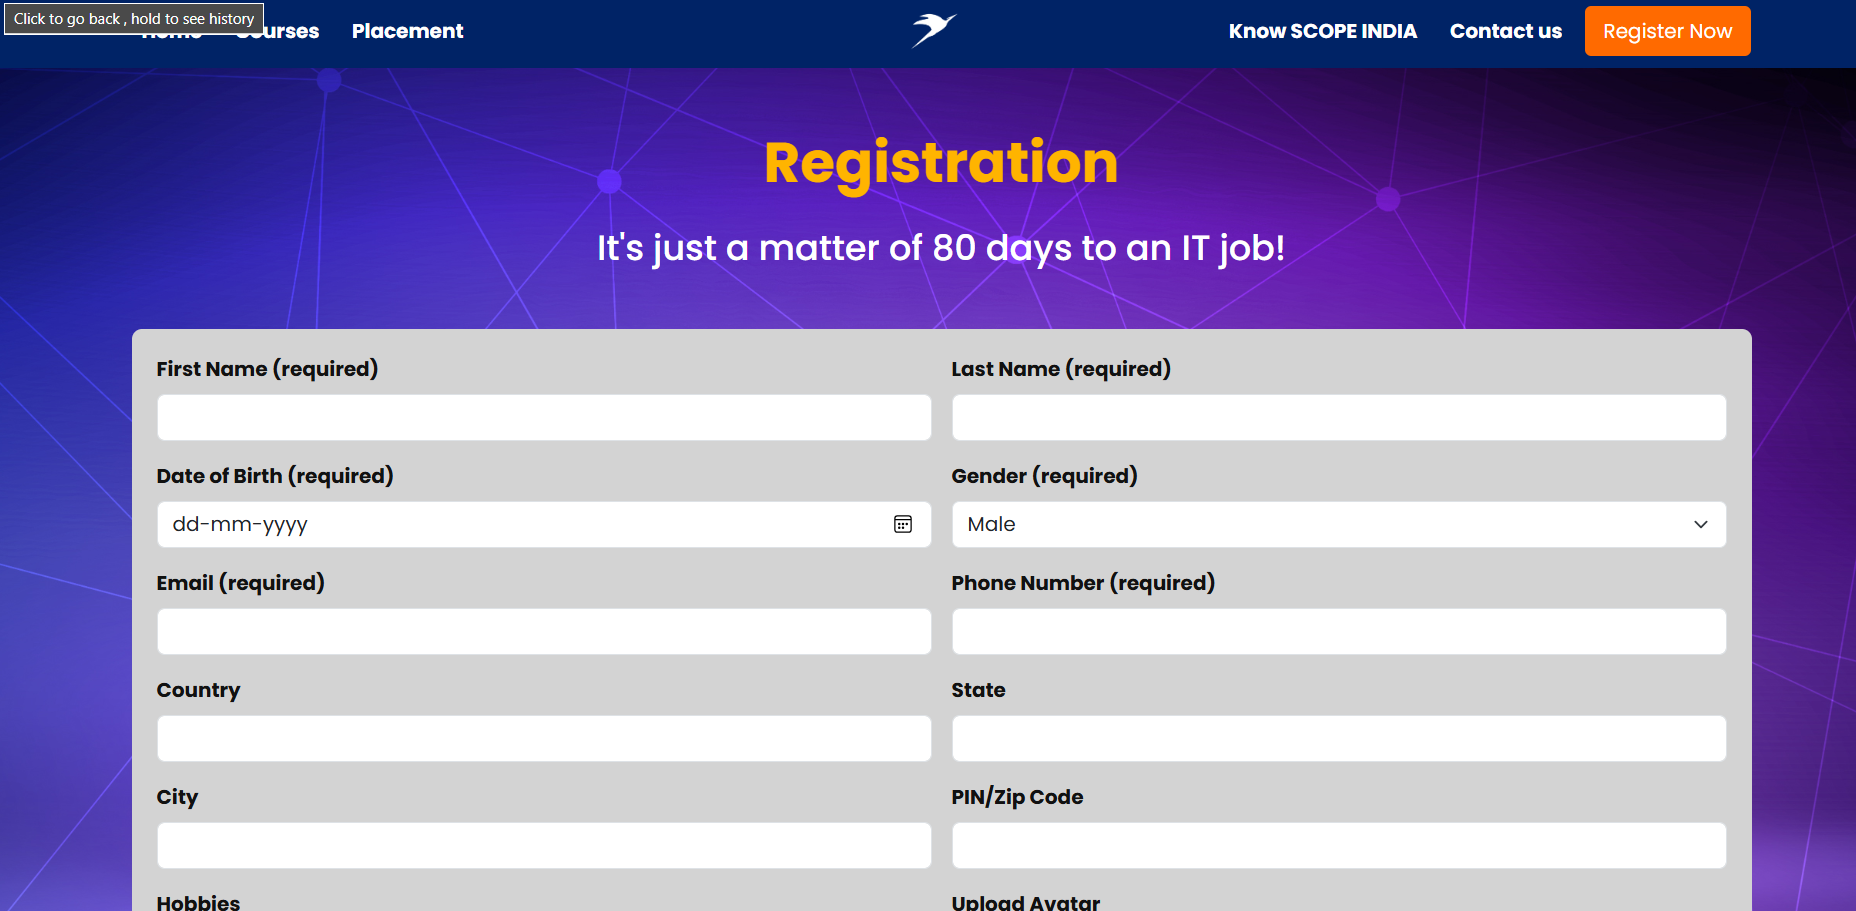 Click to go back , hold to see history
Placement
Know SCOPE INDIA
Contact us
Register Now
Registration
It's just a matter of 80 days to an IT job!
First Name (required)
Last Name (required)
Date of Birth (required)
Gender (required)
dd-mm-yyyy
Male
Email (required)
Phone Number (required)
Country
State
City
PIN/Zip Code
Hobbies
Upload Avatar